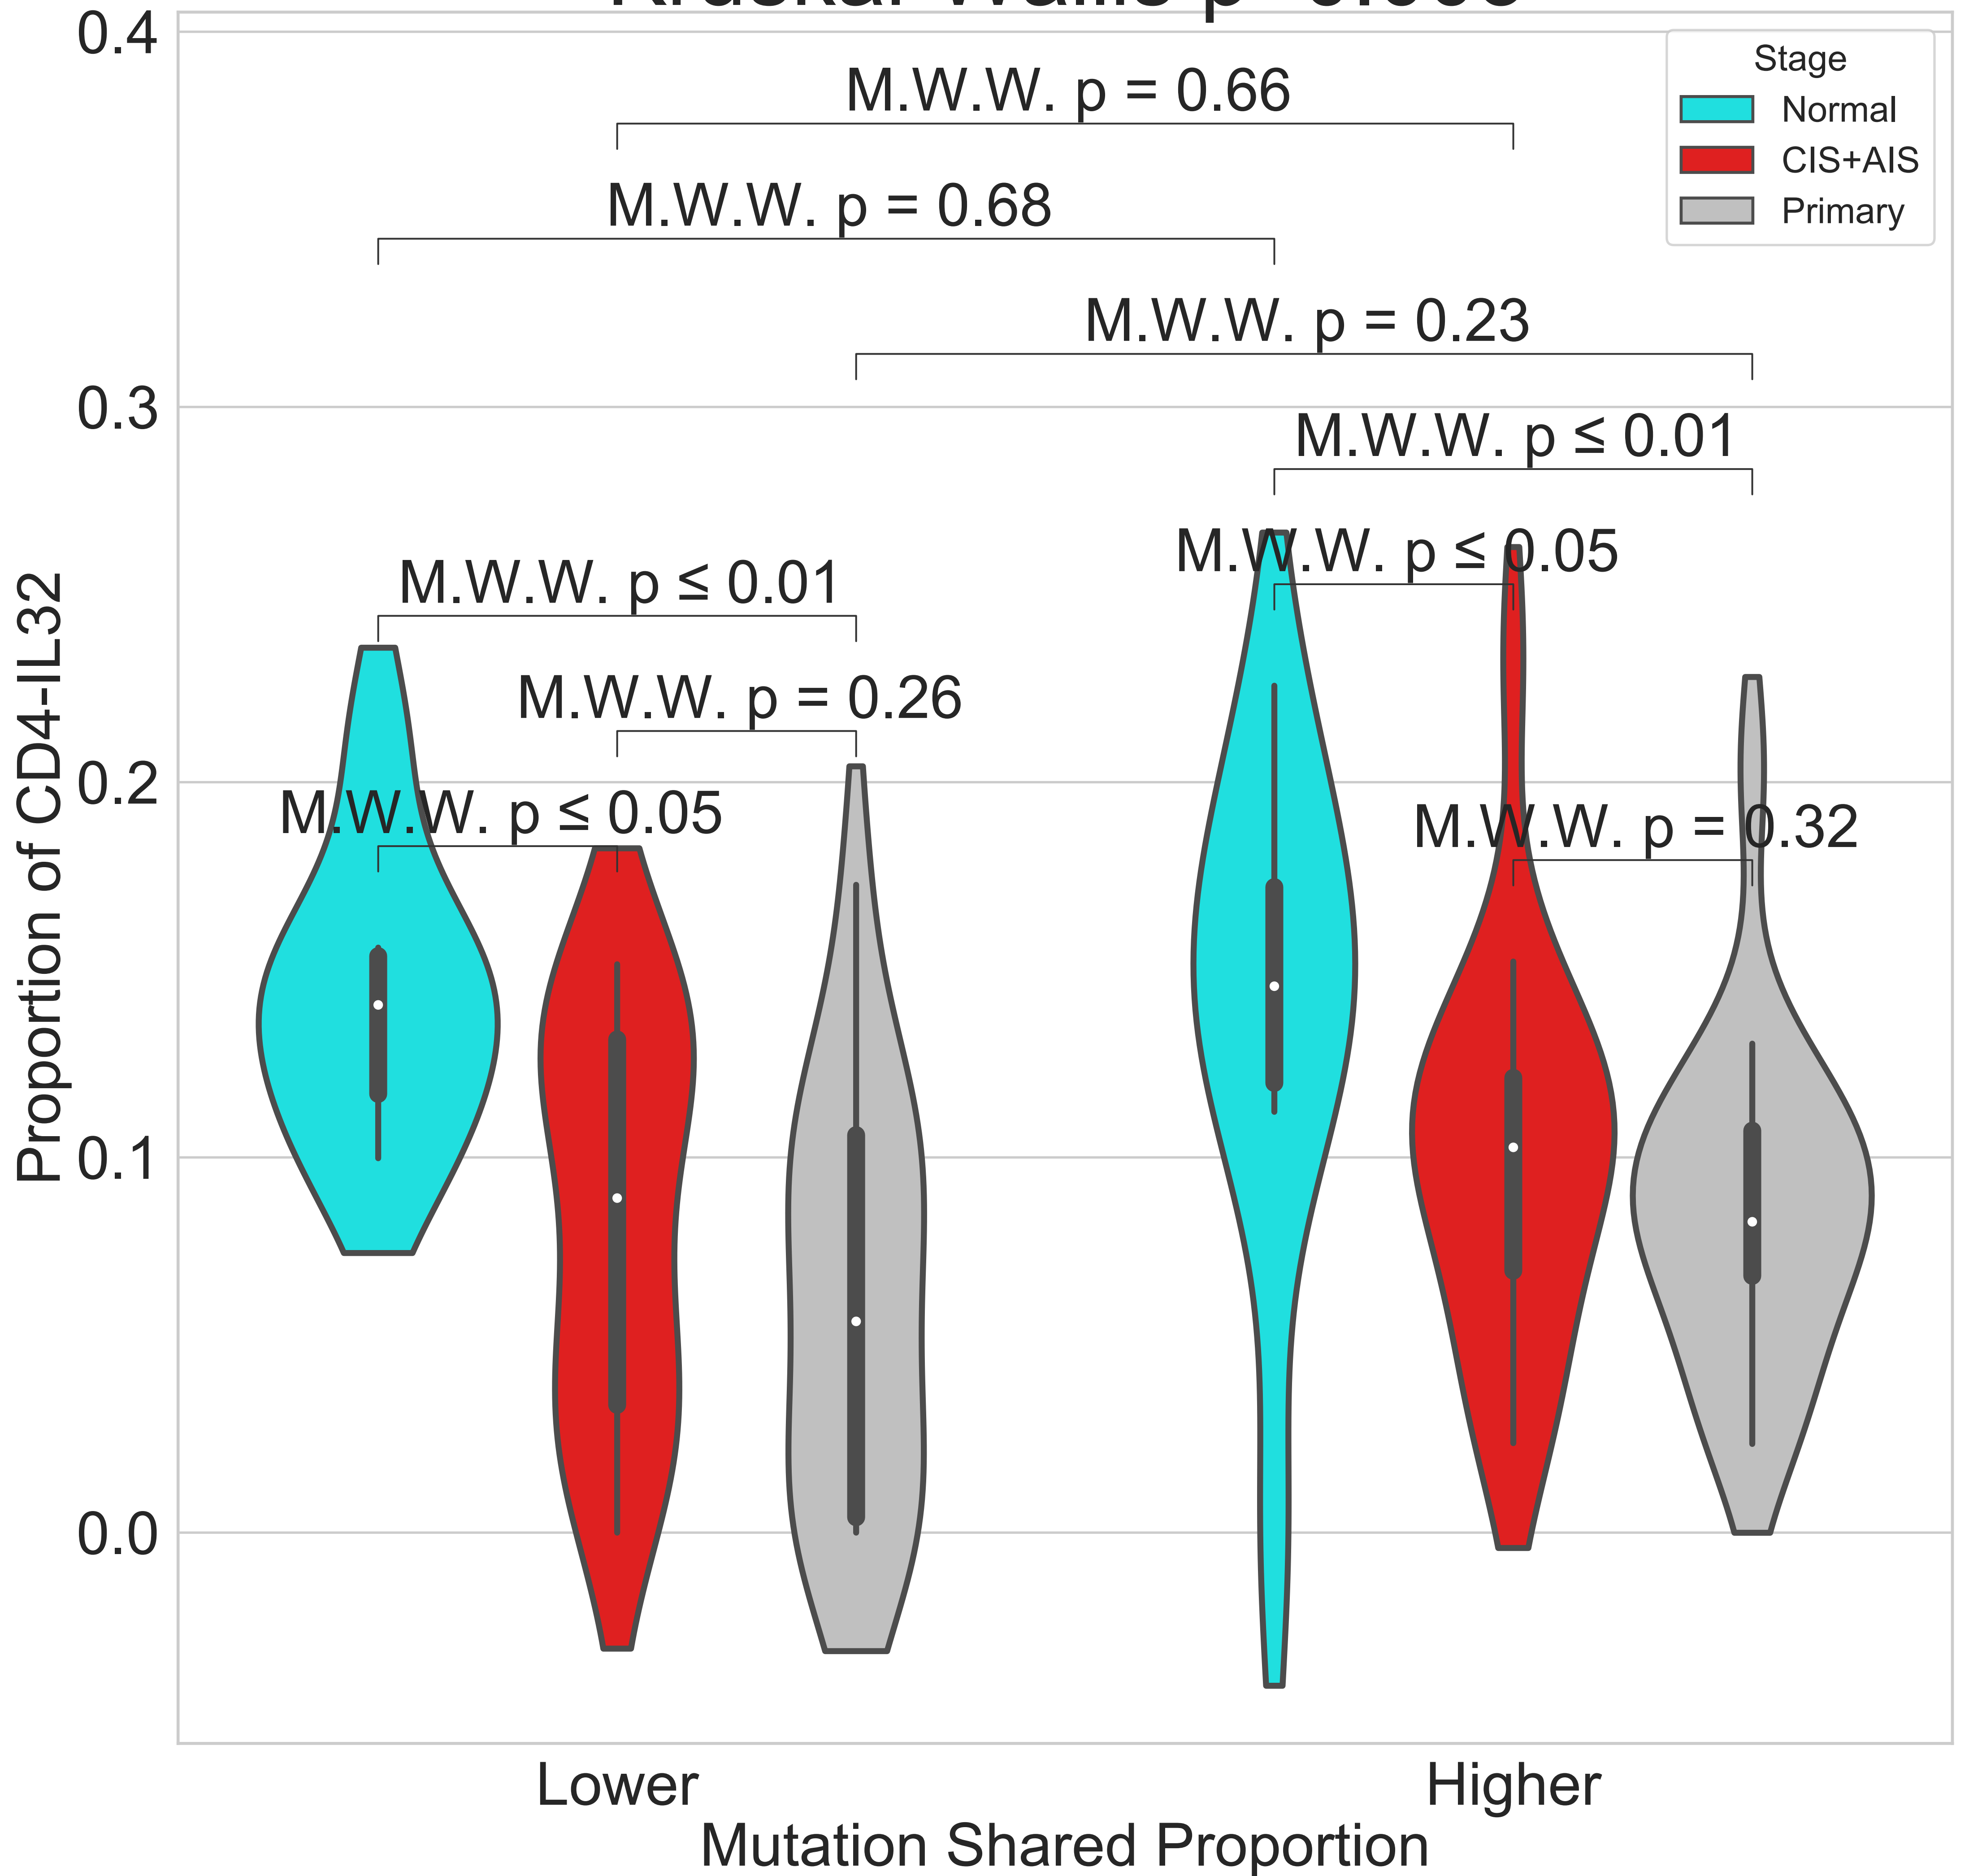 0.4
0.3
0.2
0.1
0.0
Proportion of CD4-IL32
Stage
Normal
CIS+AIS
Primary
M.W.W. p = 0.66
M.W.W. p = 0.68
M.W.W. p = 0.23
M.W.W. p ≤ 0.01
M.W.W. p ≤ 0.05
M.W.W. p ≤ 0.01
M.W.W. p = 0.26
M.W.W. p ≤ 0.05
M.W.W. p = 0.32
Lower
Higher
Mutation Shared Proportion